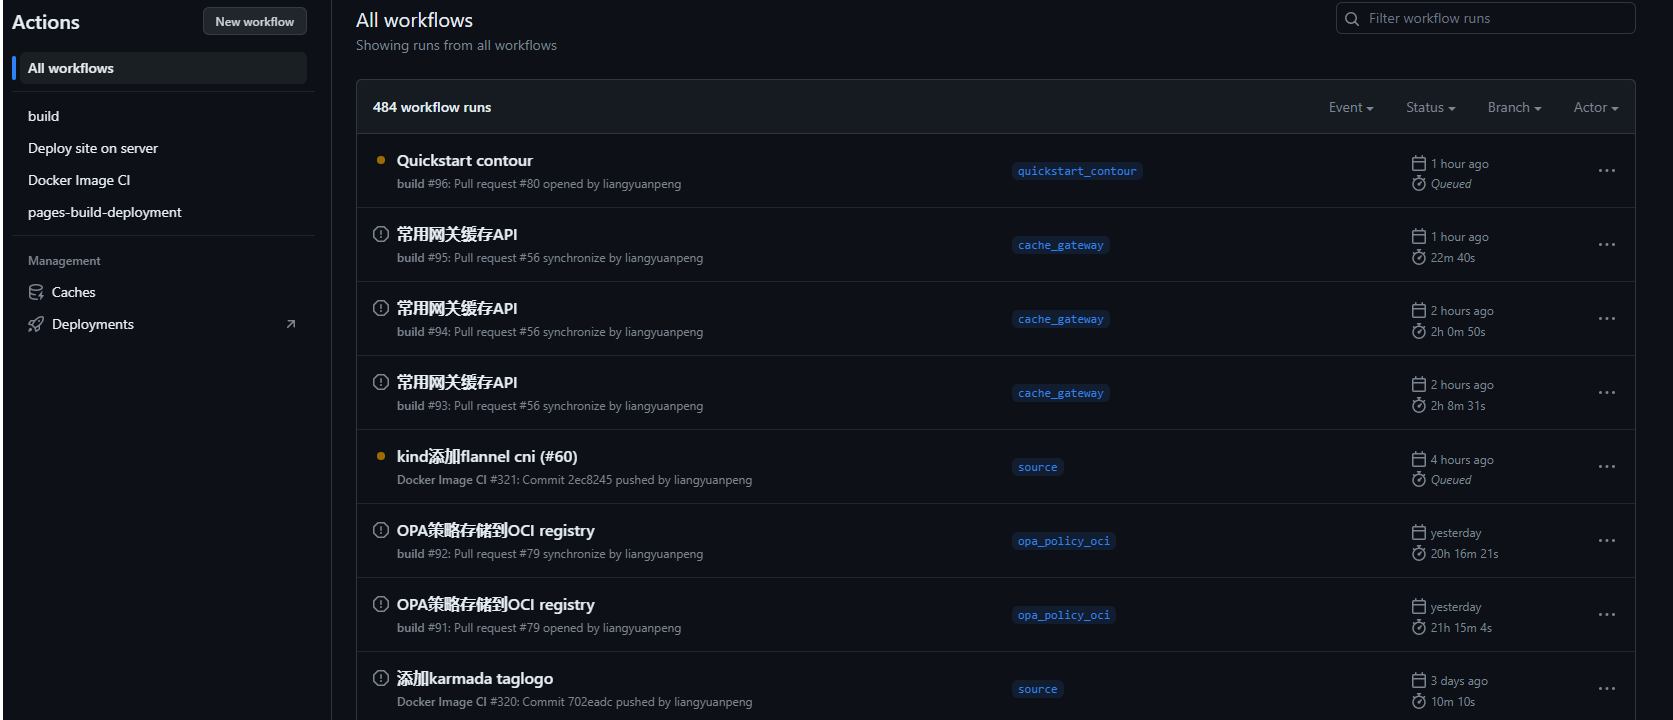 Actions
New workflow
All workflows
build
Deploy site on server
Docker Image CI
pages-build-deployment
Management
Caches
Deployments
All workflows
Showing runs from all workflows
Filter workflow runs
484 workflow runs
Event
Status
Branch
Actor
Quickstart contour
build #96: Pull request #80 opened by liangyuanpeng
quickstart_contour
1 hour ago
Queued
常用网关缓存API
build #95: Pull request #56 synchronize by liangyuanpeng
cache_gateway
1 hour ago
22m 40s
常用网关缓存API
build #94: Pull request #56 synchronize by liangyuanpeng
cache_gateway
2 hours ago
2h 0m 50s
常用网关缓存API
build #93: Pull request #56 synchronize by liangyuanpeng
cache_gateway
2 hours ago
2h 8m 31s
kind添加flannel cni (#60)
Docker Image CI #321: Commit 2ec8245 pushed by liangyuanpeng
source
4 hours ago
Queued
OPA策略存储到OCI registry
build #92: Pull request #79 synchronize by liangyuanpeng
opa_policy_oci
yesterday
20h 16m 21s
OPA策略存储到OCI registry
build #91: Pull request #79 opened by liangyuanpeng
opa_policy_oci
yesterday
21h 15m 4s
添加karmada taglogo
Docker Image CI #320: Commit 702eadc pushed by liangyuanpeng
source
3 days ago
10m 10s